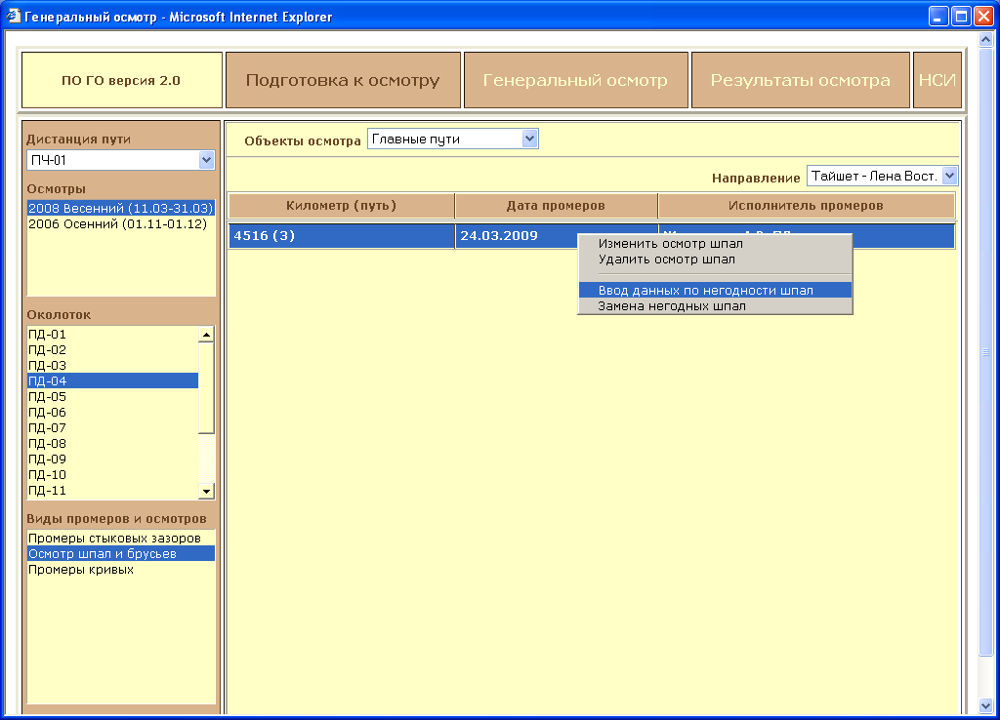 Генеральный осмотр - Microsoft Internet Explorer
ПО ГО версия 2.0
Подготовка к осмотру
Генеральный осмотр
Результаты осмотра
НСИ
Дистанция пути
ПЧ-01
Осмотры
2008 Весенний (11.03-31.03)
2006 Осенний (01.11-01.12)
Околоток
ПД-01
ПД-02
ПД-03
ПД-04
ПД-05
ПД-06
ПД-07
ПД-08
ПД-09
ПД-10
ПД-11
Виды промеров и осмотров
Промеры стыковых зазоров
Осмотр шпал и брусьев
Промеры кривых
Объекты осмотра Главные пути
Направление Тайшет - Лена Вост.
Километр (путь) Дата промеров Исполнитель промеров
4516 (3) 24.03.2009
Изменить осмотр шпал
Удалить осмотр шпал
Ввод данных по негодности шпал
Замена негодных шпал